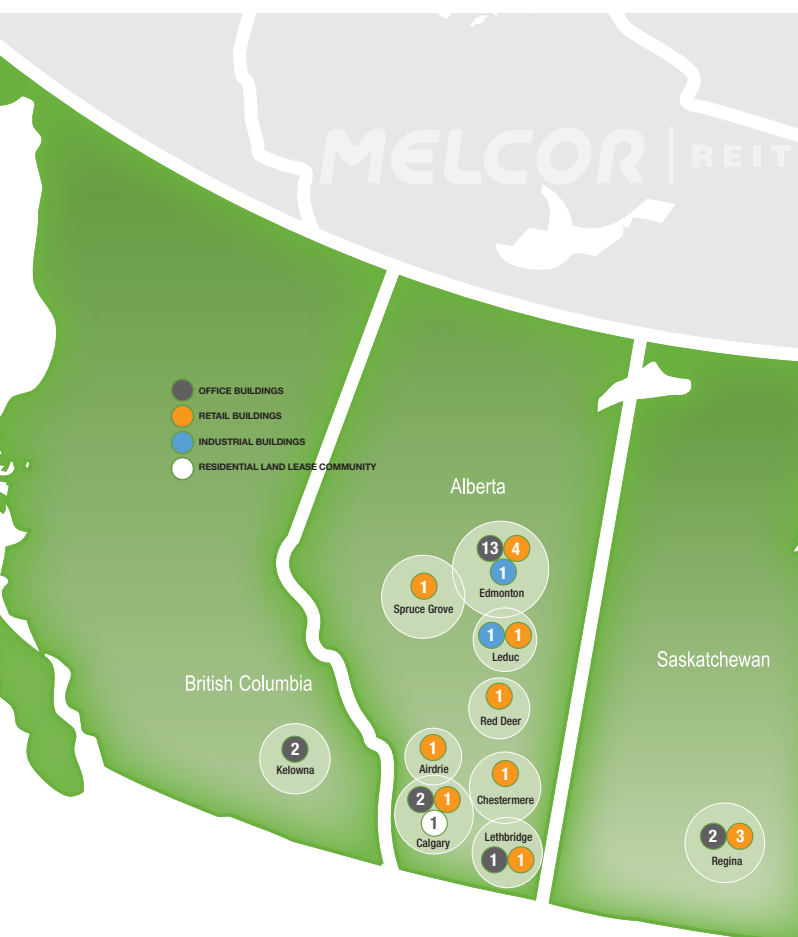 MELCOR | REIT
OFFICE BUILDINGS
RETAIL BUILDINGS
INDUSTRIAL BUILDINGS
RESIDENTIAL LAND LEASE COMMUNITY
Alberta
13 4
1
Edmonton
1
Spruce Grove
1 1
Leduc
British Columbia
Saskatchewan
1
Red Deer
2
Kelowna
1
Airdrie
1
Chestermere
2 1
1
Calgary
Lethbridge
1 1
2 3
Regina